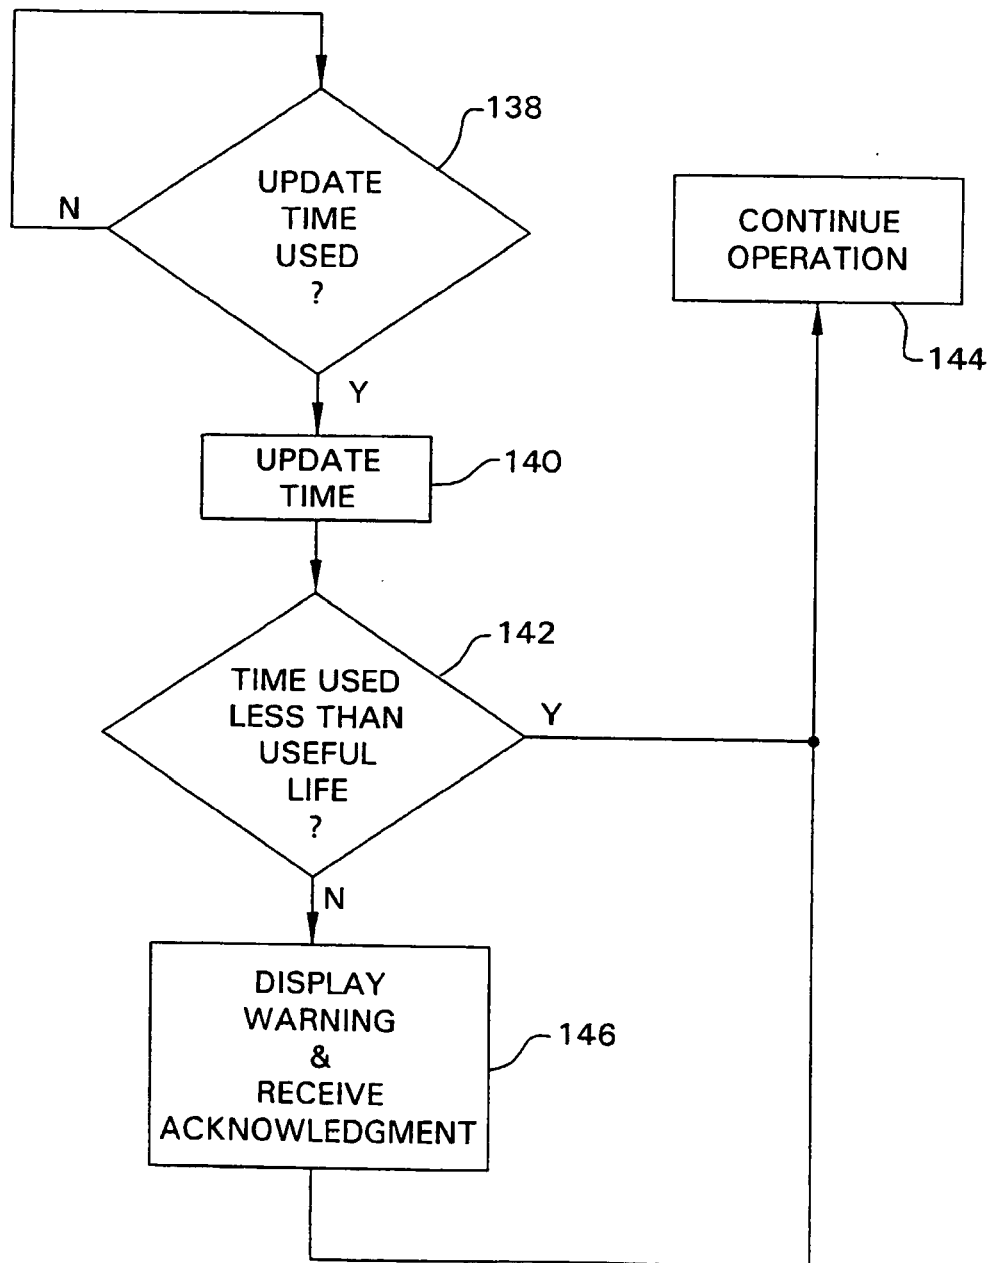 138
UPDATE
TIME
USED
?
N
Y
CONTINUE
OPERATION
144
UPDATE
TIME
140
142
TIME USED
LESS THAN
USEFUL
LIFE
?
Y
N
DISPLAY
WARNING
&
RECEIVE
ACKNOWLEDGMENT
146